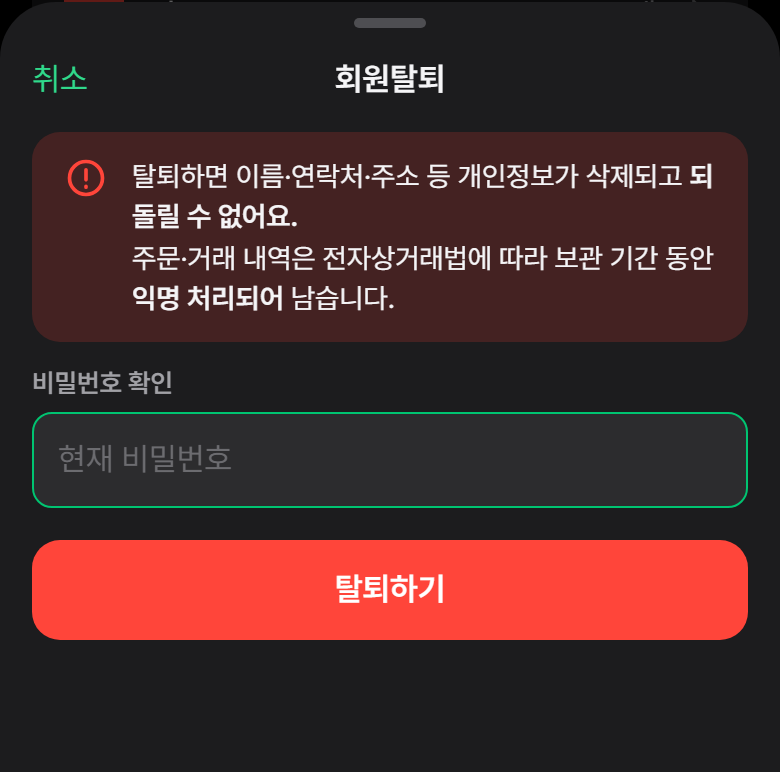 취소
회원탈퇴
탈퇴하면 이름·연락처·주소 등 개인정보가 삭제되고 되
돌릴 수 없어요.
주문·거래 내역은 전자상거래법에 따라 보관 기간 동안
익명 처리되어 남습니다.
비밀번호 확인
현재 비밀번호
탈퇴하기